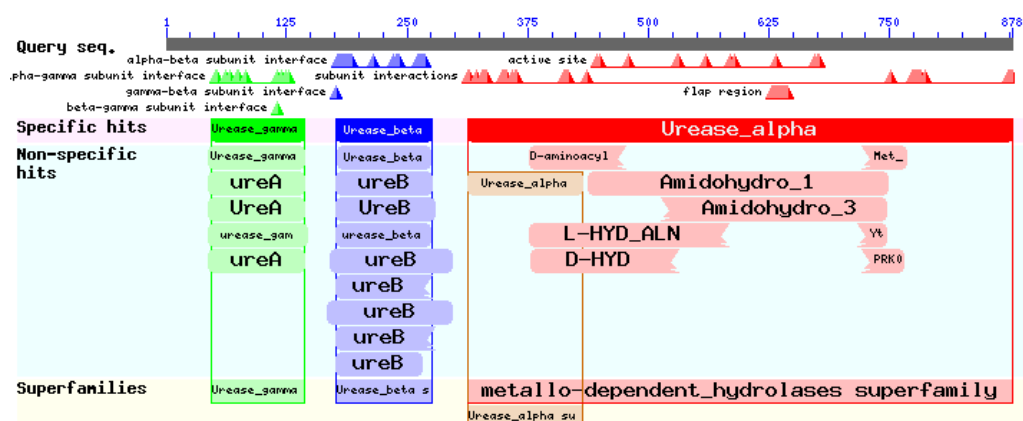 1 125 250 375 500 625 750 878
Query seq.
alpha-beta subunit interface active site
lpha-gamma subunit interface subunit interactions
gamma-beta subunit interface flap region
beta-gamma subunit interface
Specific hits Urease_gamma Urease_beta Urease_alpha
Non-specific Urease_gamma Urease_beta D-aminoacyl Met_
hits
ureA ureB Urease_alpha Amidohydro_1
UreA UreB Amidohydro_3
urease_gam urease_beta L-HYD_ALN Yt
ureA ureB D-HYD PRK0
ureB
ureB
ureB
ureB
Superfamilies Urease_gamma Urease_beta s metallo-dependent_hydrolases superfamily
Urease_alpha su